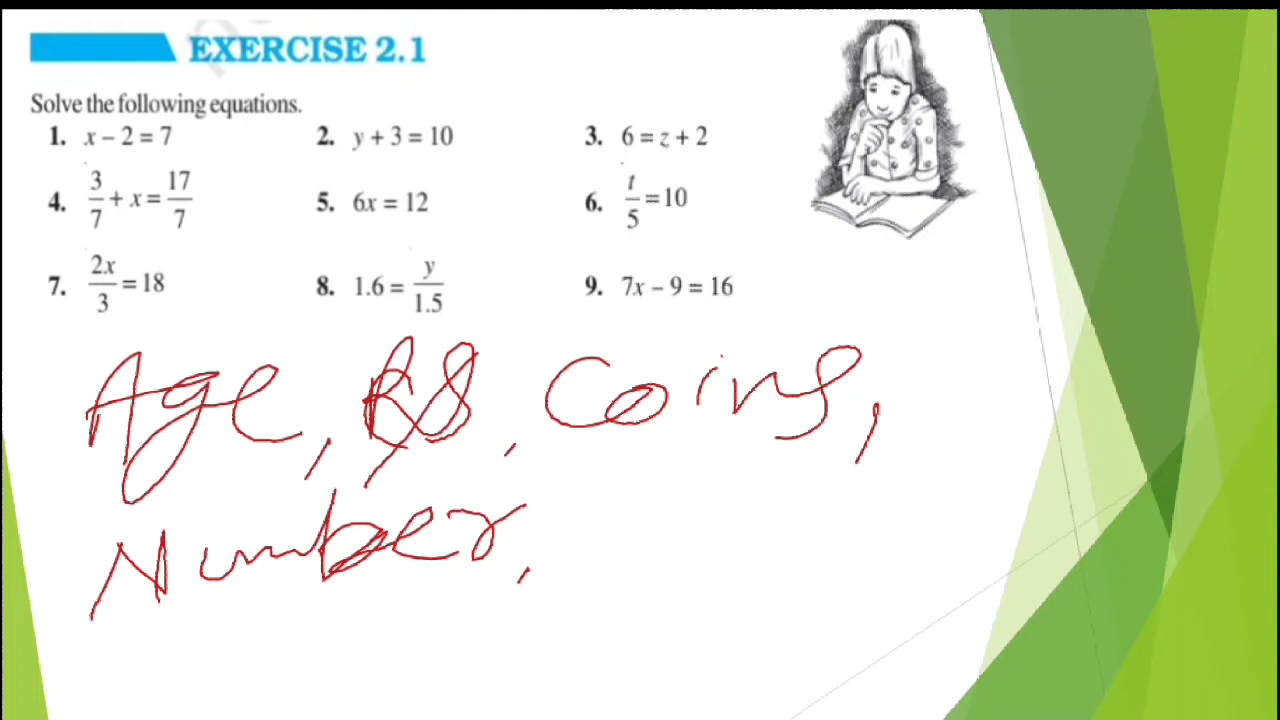 EXERCISE 2.1
Solve the following equations.
1. x – 2 = 7 2. y + 3 = 10 3. 6 = z + 2
4. 3/7 + x = 17/7 5. 6x = 12 6. t/5 = 10
7. 2x/3 = 18 8. 1.6 = y/1.5 9. 7x – 9 = 16
Age, RS, Coins,
Number,